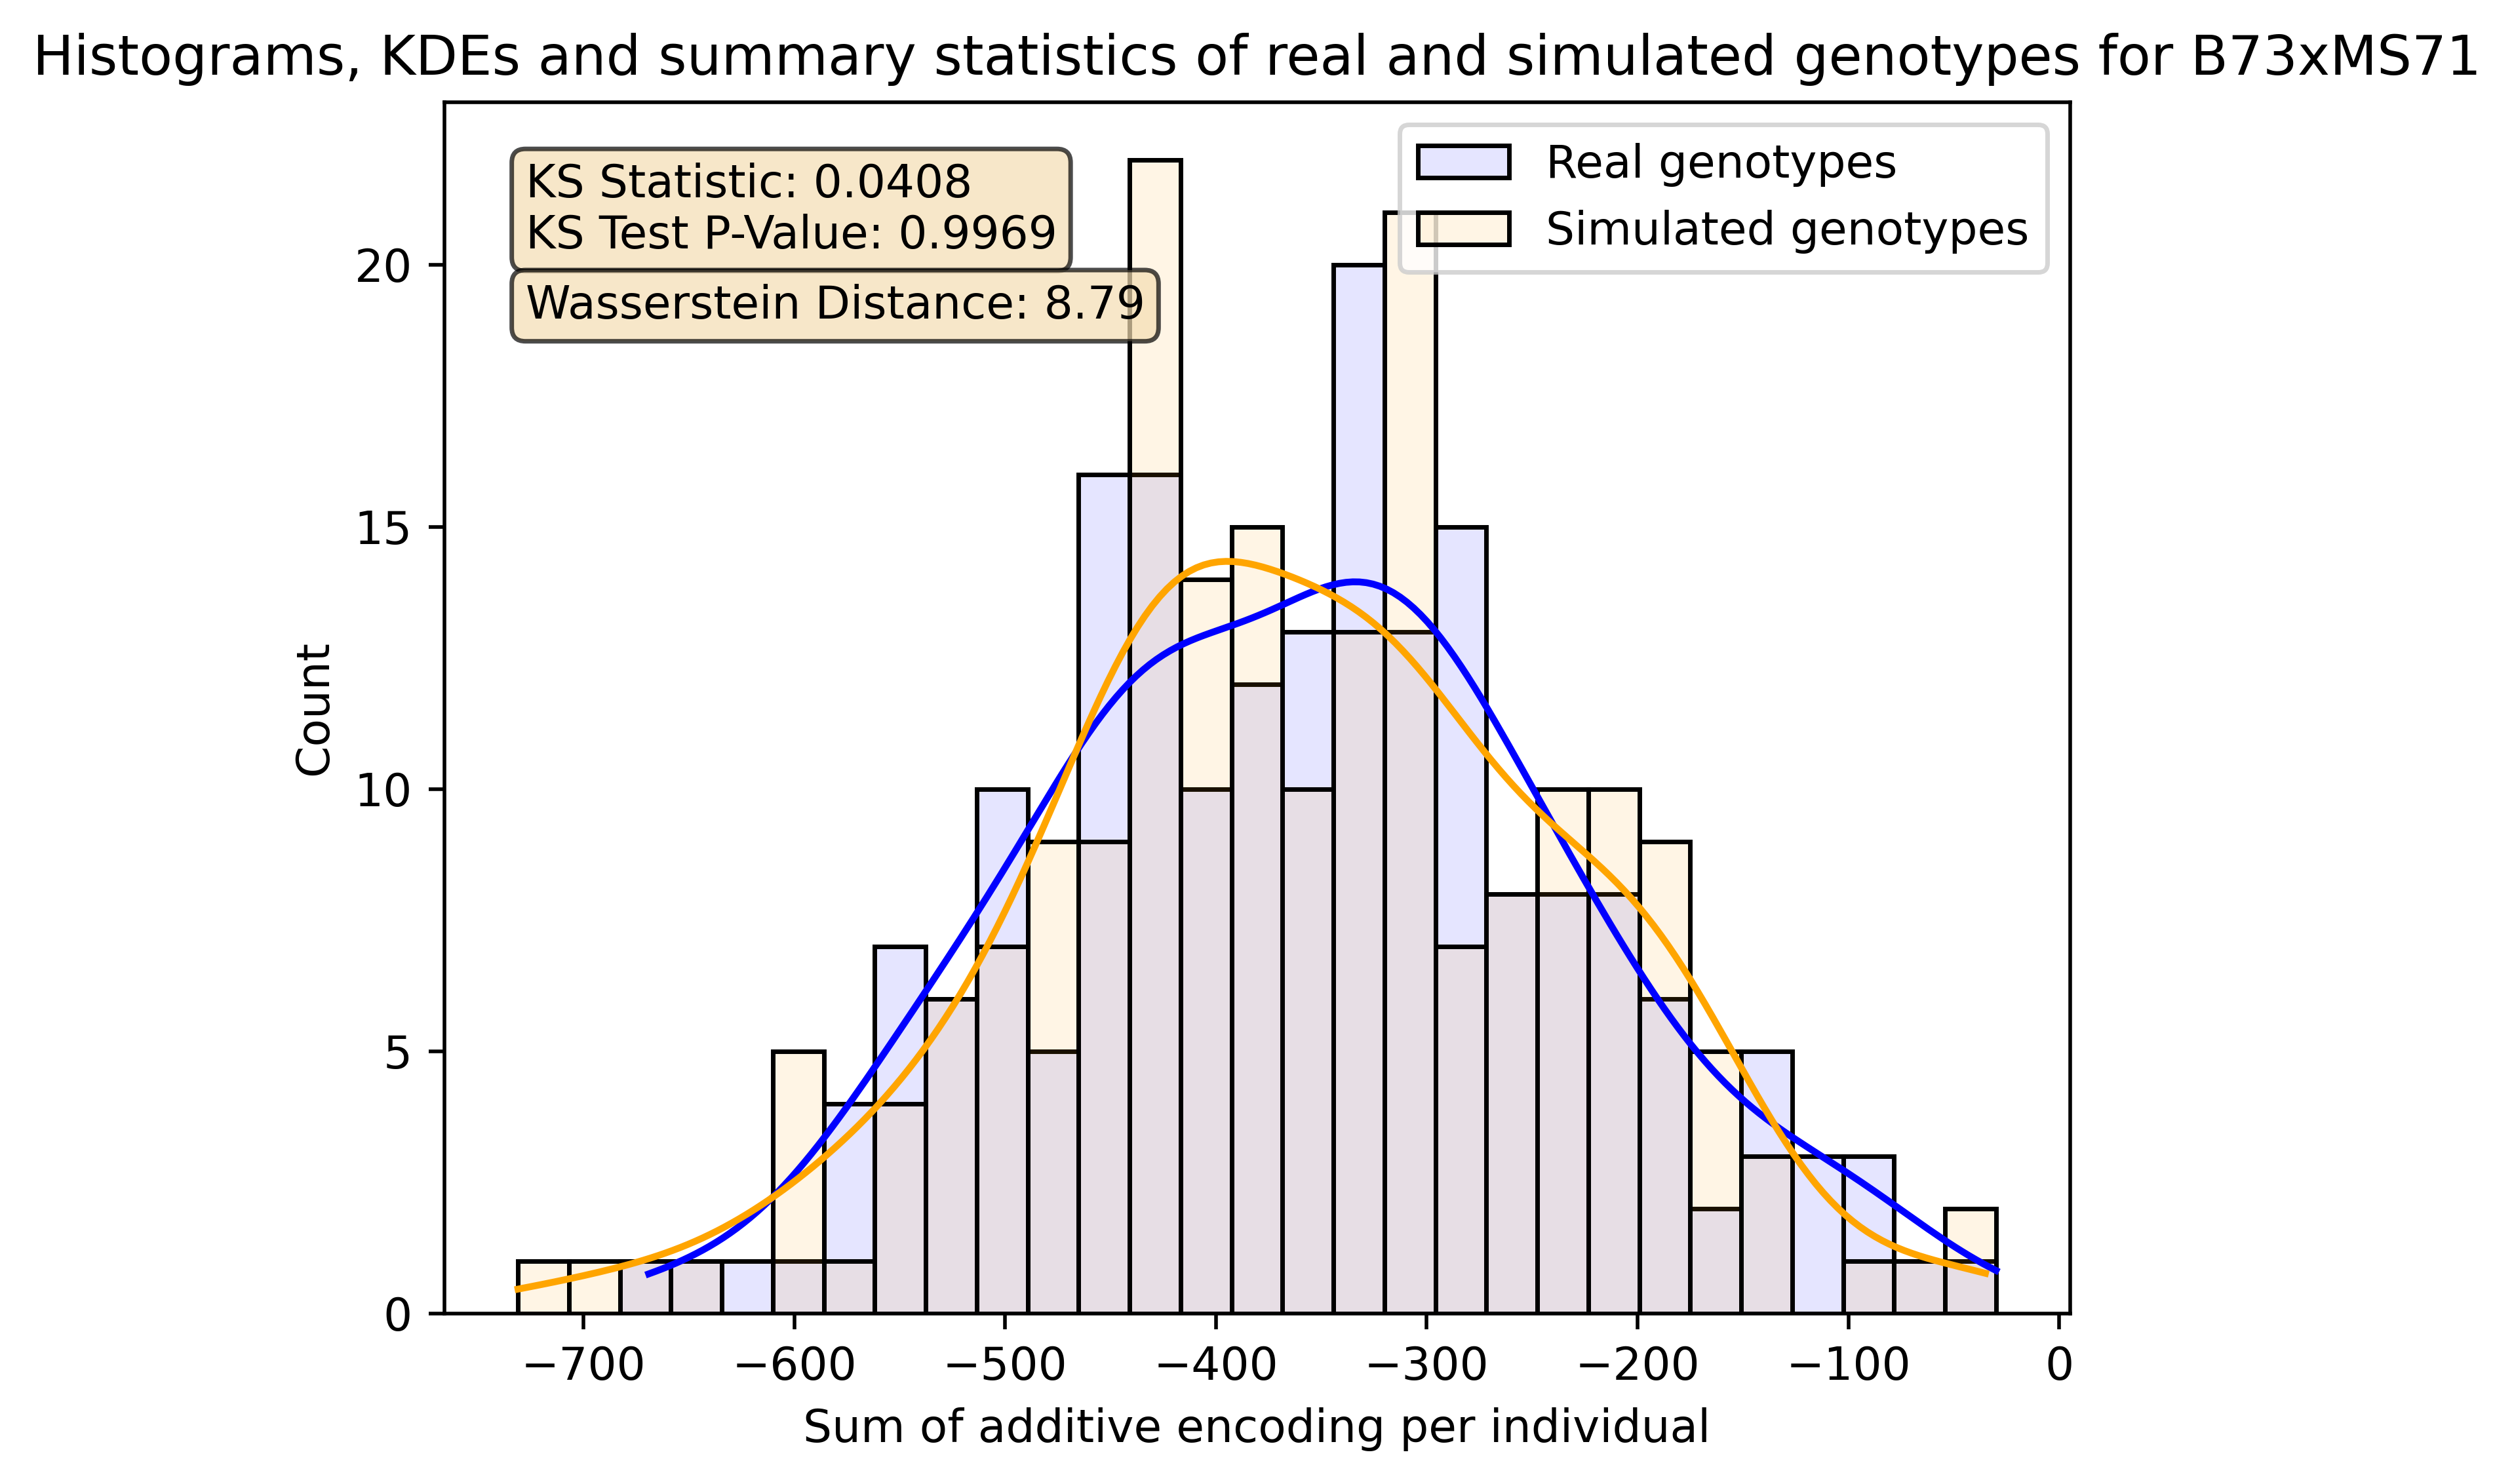 Histograms, KDEs and summary statistics of real and simulated genotypes for B73xMS71
KS Statistic: 0.0408
KS Test P-Value: 0.9969
Wasserstein Distance: 8.79
Real genotypes
Simulated genotypes
Count
20
15
10
5
0
−700 −600 −500 −400 −300 −200 −100 0
Sum of additive encoding per individual